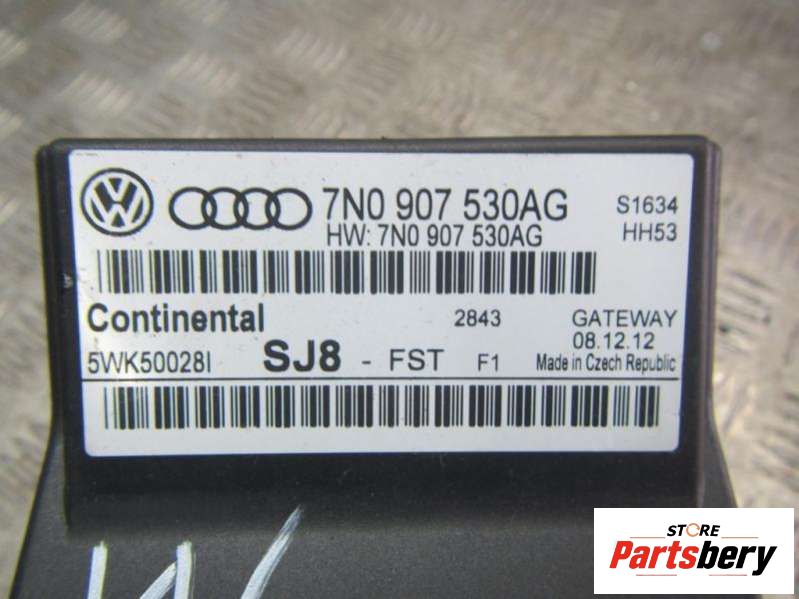 7N0 907 530AG S1634
HW: 7N0 907 530AG HH53
Continental 2843 GATEWAY
08.12.12
5WK50028I SJ8 - FST F1 Made in Czech Republic
STORE
Partsbery